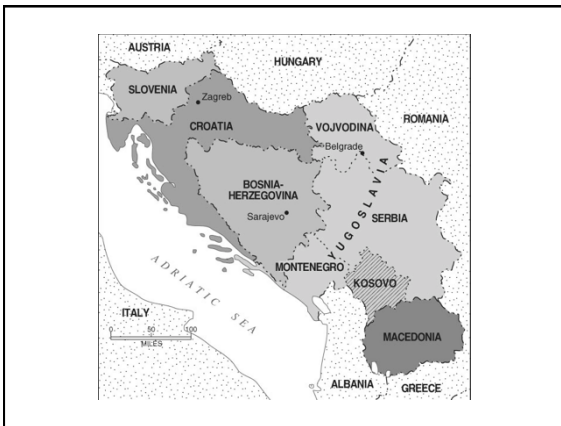 AUSTRIA
HUNGARY
SLOVENIA
Zagreb
CROATIA
VOJVODINA
ROMANIA
Belgrade
BOSNIA-
HERZEGOVINA
Sarajevo
YUGOSLAVIA
SERBIA
MONTENEGRO
KOSOVO
ADRIATIC SEA
ITALY
0 50 100
MILES
MACEDONIA
ALBANIA
GREECE